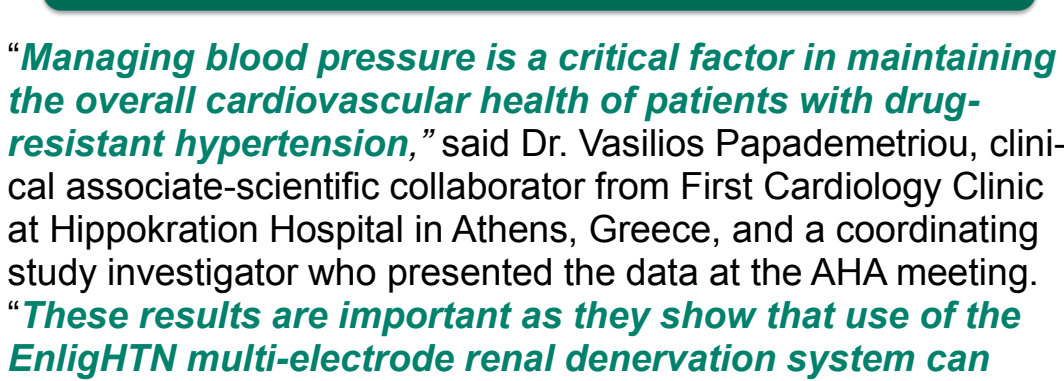 “Managing blood pressure is a critical factor in maintaining
the overall cardiovascular health of patients with drug-
resistant hypertension,” said Dr. Vasilios Papademetriou, clini-
cal associate-scientific collaborator from First Cardiology Clinic
at Hippokration Hospital in Athens, Greece, and a coordinating
study investigator who presented the data at the AHA meeting.
“These results are important as they show that use of the
EnligHTN multi-electrode renal denervation system can